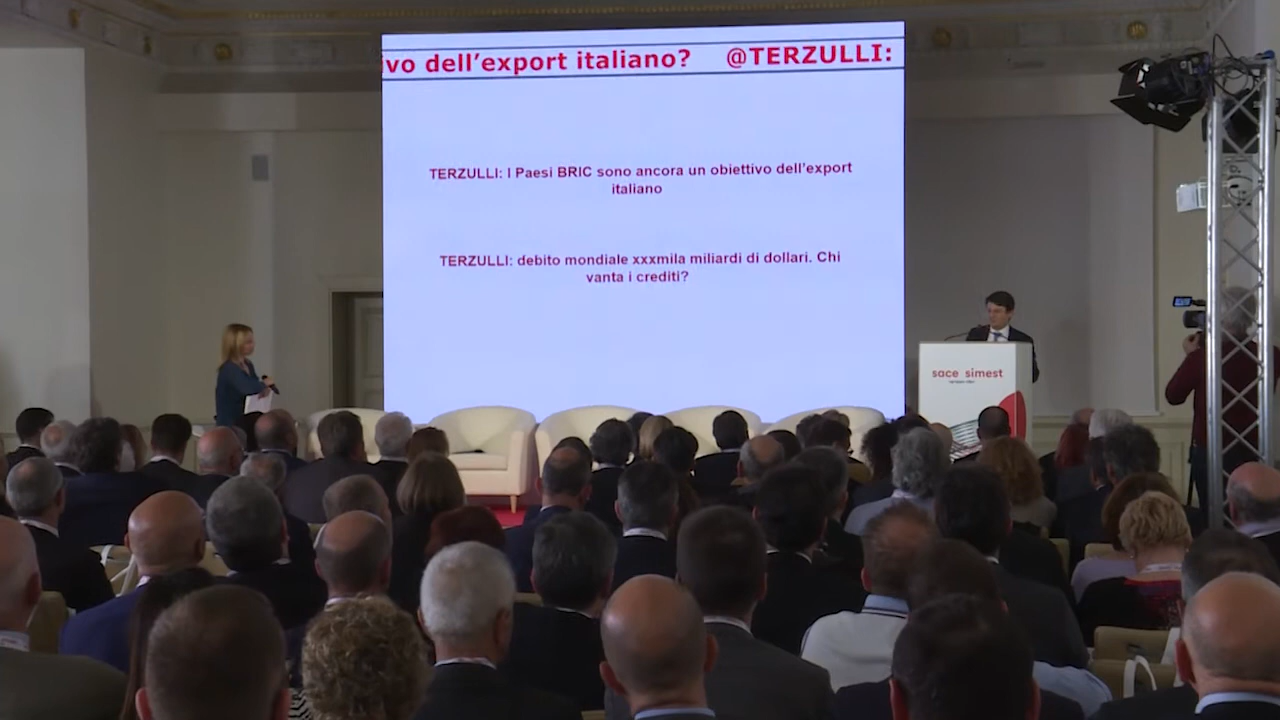 vo dell'export italiano? @TERZULLI:
TERZULLI: I Paesi BRIC sono ancora un obiettivo dell'export
italiano
TERZULLI: debito mondiale xxxmila miliardi di dollari. Chi
vanta i crediti?
sace simest